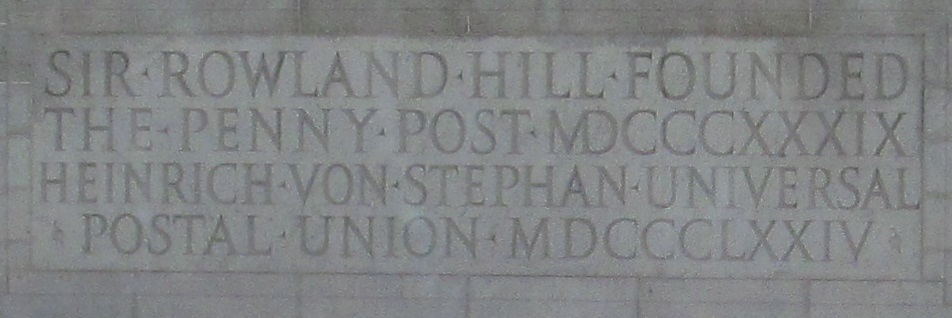 SIR·ROWLAND·HILL·FOUNDED
THE·PENNY·POST·MDCCCXXXIX
HEINRICH·VON·STEPHAN·UNIVERSAL
POSTAL·UNION·MDCCCLXXIV